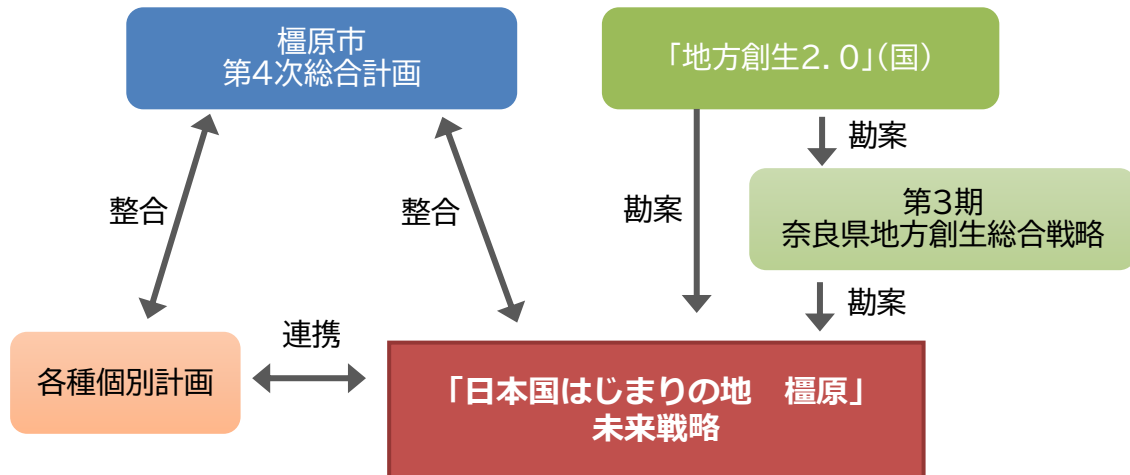 橿原市
第4次総合計画
「地方創生2.0」(国)
勘案
整合
整合
勘案
第3期
奈良県地方創生総合戦略
勘案
連携
各種個別計画
「日本国はじまりの地　橿原」
未来戦略